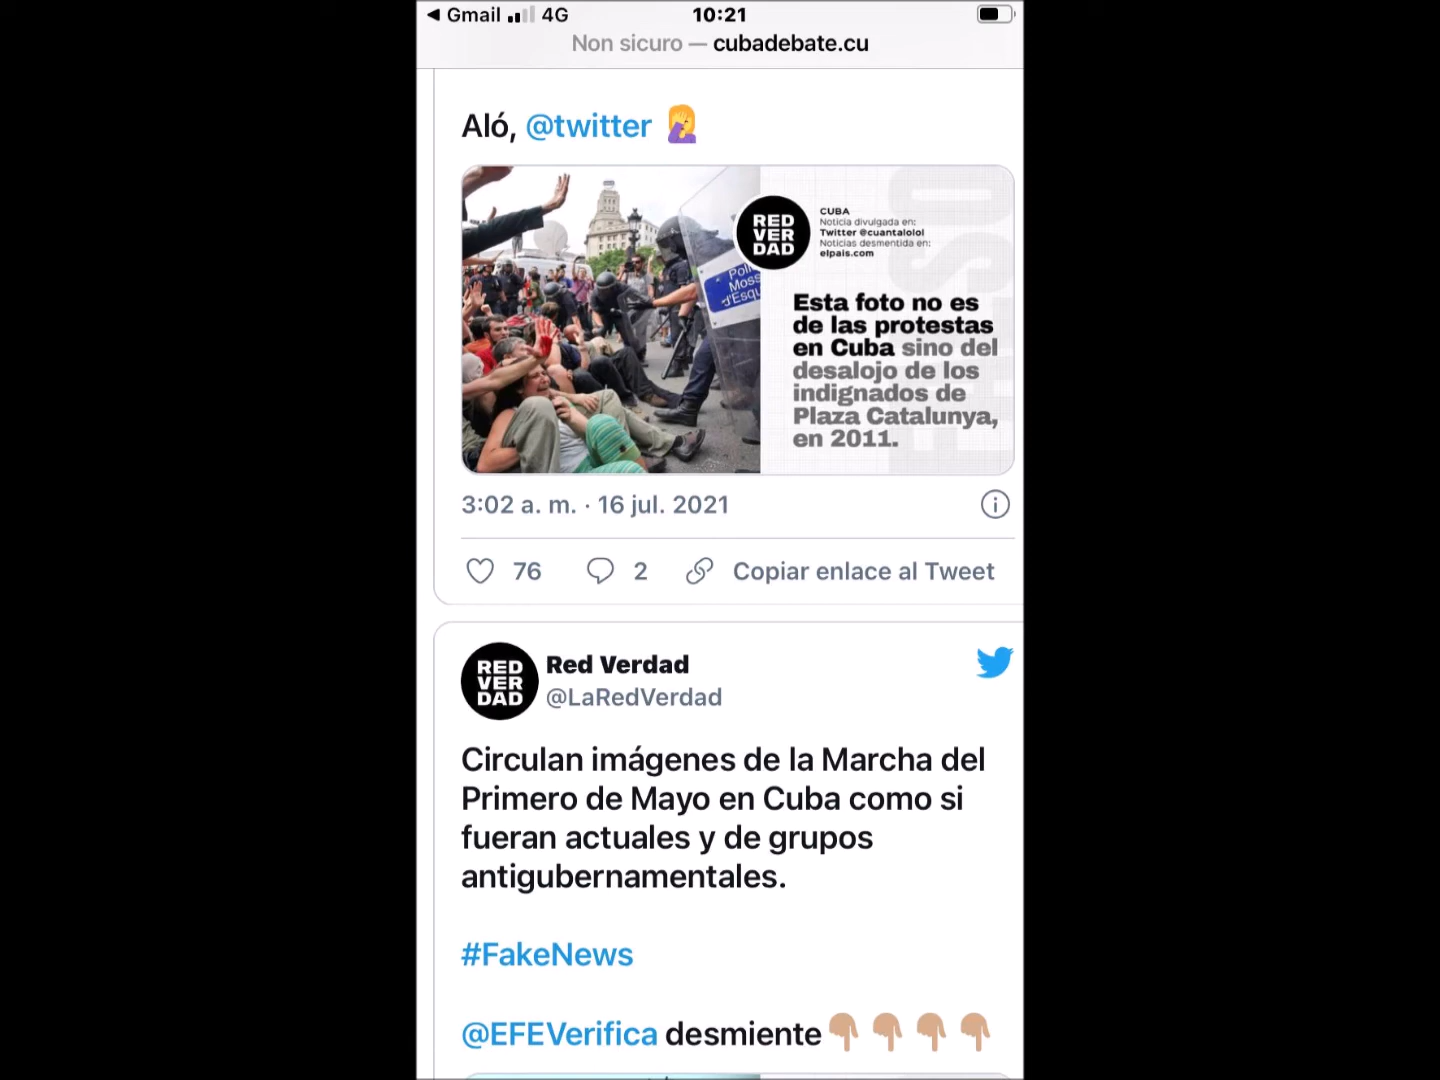 Gmail 4G 10:21
Non sicuro — cubadebate.cu
Aló, @twitter
RED
VER
DAD
CUBA
Noticia divulgada en:
Twitter @cuantalolol
Noticias desmentida en:
elpais.com
Esta foto no es
de las protestas
en Cuba sino del
desalojo de los
indignados de
Plaza Catalunya,
en 2011.
3:02 a. m. · 16 jul. 2021
76 2 Copiar enlace al Tweet
RED
VER
DAD
Red Verdad
@LaRedVerdad
Circulan imágenes de la Marcha del
Primero de Mayo en Cuba como si
fueran actuales y de grupos
antigubernamentales.
#FakeNews
@EFEVerifica desmiente